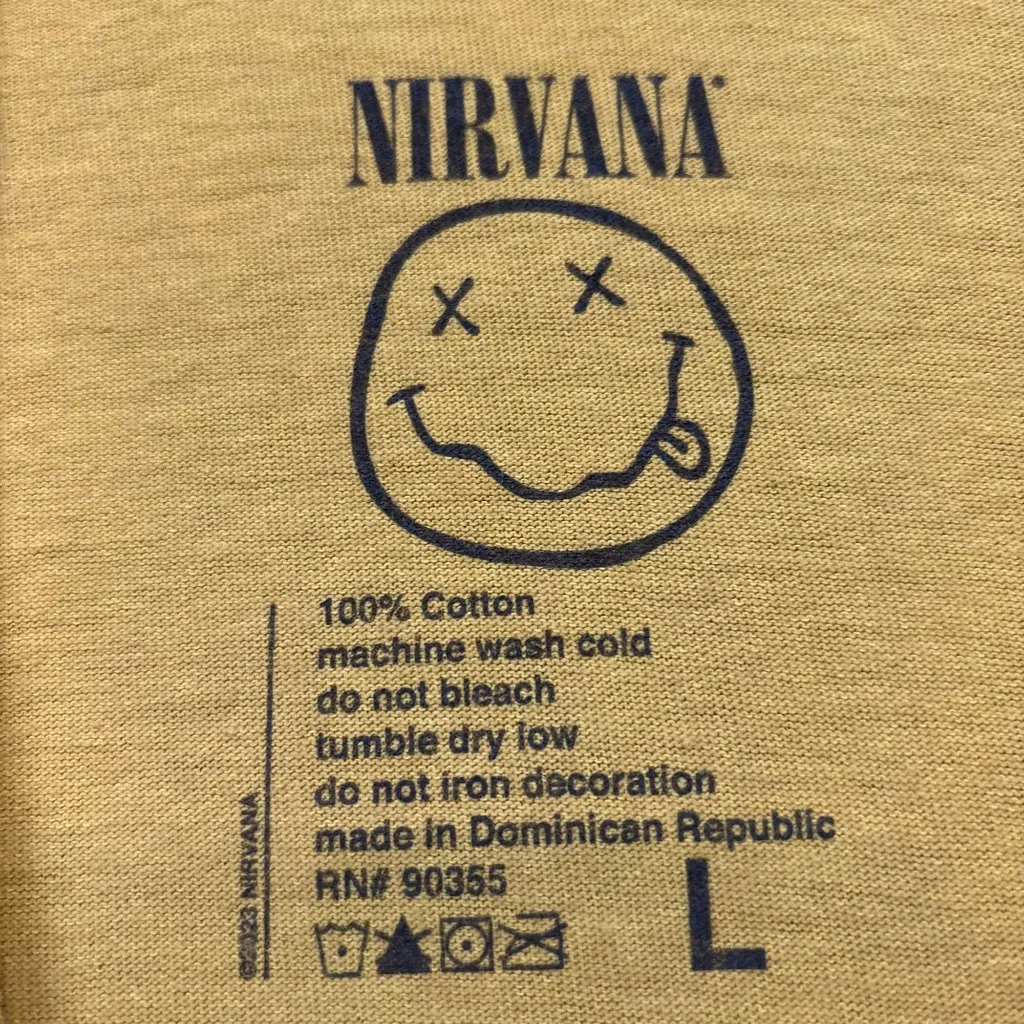 NIRVANA
100% Cotton
machine wash cold
do not bleach
tumble dry low
do not iron decoration
made in Dominican Republic
RN# 90355
L
©2023 NIRVANA